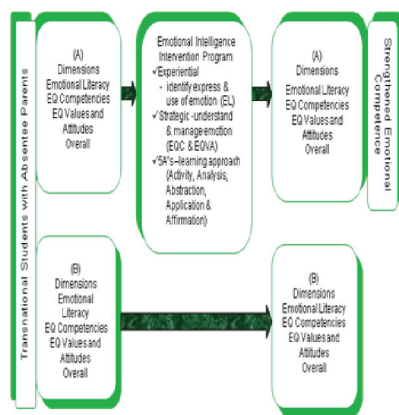 Transnational Students with Absentee Parents
(A)
Dimensions
Emotional Literacy
EQ Competencies
EQ Values and
Attitudes
Overall
Emotional Intelligence
Intervention Program
✓Experiential
- identify express &
use of emotion (EL)
✓Strategic -understand
& manage emotion
(EQC & EQVA)
✓5A's–learning approach
(Activity, Analysis,
Abstraction,
Application &
Affirmation)
(A)
Dimensions
Emotional Literacy
EQ Competencies
EQ Values and
Attitudes
Overall
Strengthened Emotional
Competence
(B)
Dimensions
Emotional
Literacy
EQ Competencies
EQ Values and
Attitudes
Overall
(B)
Dimensions
Emotional Literacy
EQ Competencies
EQ Values and
Attitudes
Overall